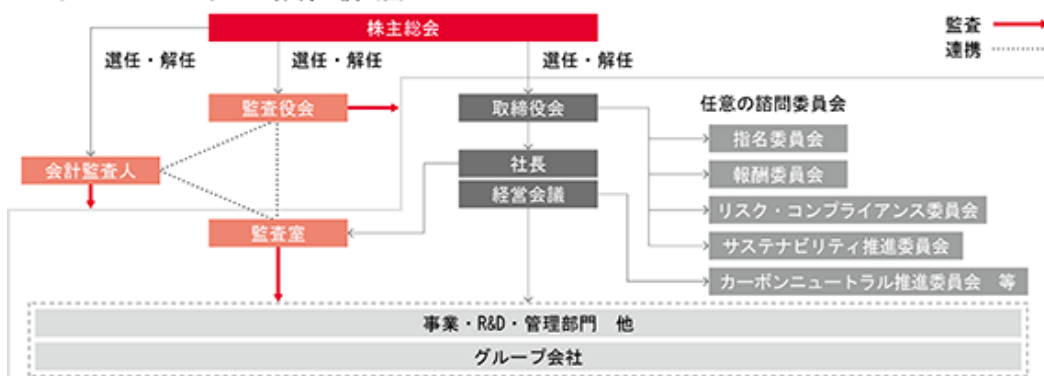 株主総会
監査
連携
選任・解任
選任・解任
選任・解任
監査役会
取締役会
任意の諮問委員会
指名委員会
会計監査人
社長
報酬委員会
経営会議
リスク・コンプライアンス委員会
監査室
サステナビリティ推進委員会
カーボンニュートラル推進委員会 等
事業・R&D・管理部門 他
グループ会社